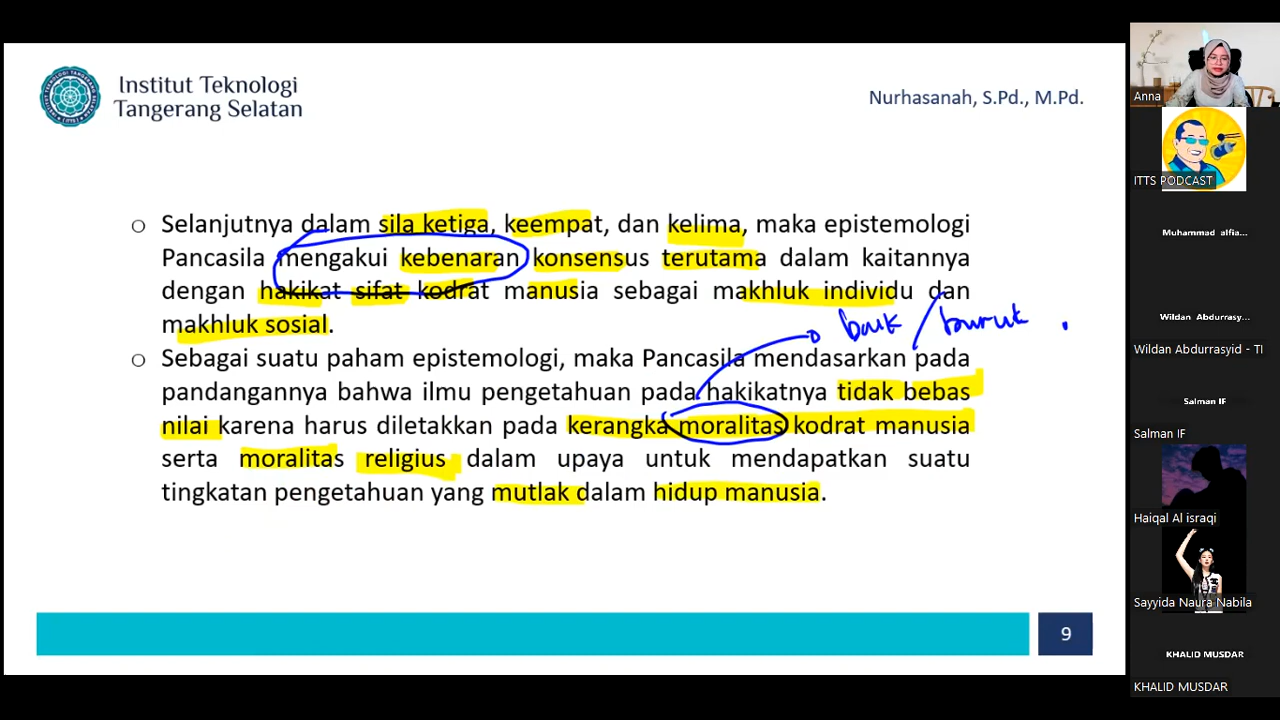 Institut Teknologi
Tangerang Selatan
Nurhasanah, S.Pd., M.Pd.
Selanjutnya dalam sila ketiga, keempat, dan kelima, maka epistemologi
Pancasila mengakui kebenaran konsensus terutama dalam kaitannya
dengan hakikat sifat kodrat manusia sebagai makhluk individu dan
makhluk sosial.
baik / buruk .
Sebagai suatu paham epistemologi, maka Pancasila mendasarkan pada
pandangannya bahwa ilmu pengetahuan pada hakikatnya tidak bebas
nilai karena harus diletakkan pada kerangka moralitas kodrat manusia
serta moralitas religius dalam upaya untuk mendapatkan suatu
tingkatan pengetahuan yang mutlak dalam hidup manusia.
9
Anna
ITTS PODCAST
Muhammad alfia...
Wildan Abdurrasy...
Wildan Abdurrasyid - TI
Salman IF
Salman IF
Haiqal Al israqi
Sayyida Naura Nabila
KHALID MUSDAR
KHALID MUSDAR